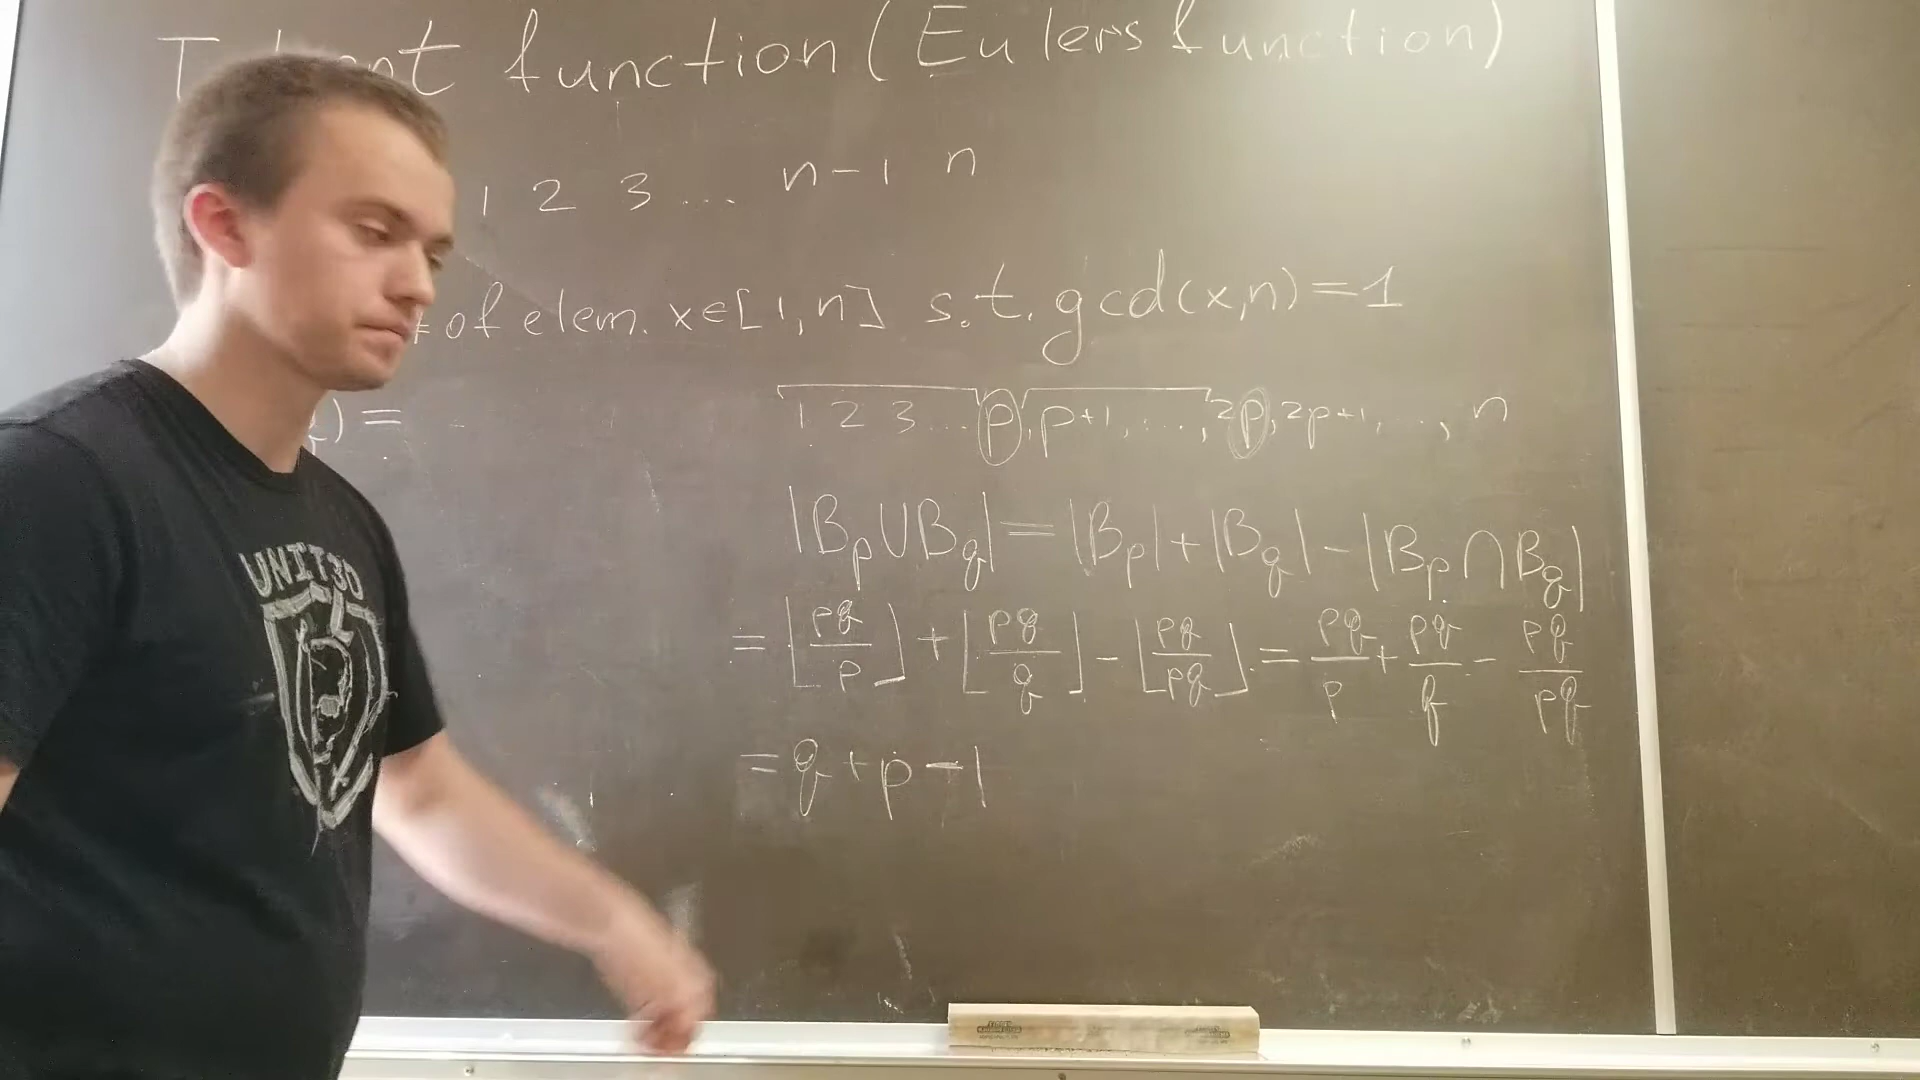 function (Eulers function)
1 2 3 ... n-1 n
# of elem. x∈[1,n] s.t. gcd(x,n)=1
) =
1 2 3 ... p, p+1, ..., 2p, 2p+1, ..., n
|B_p ∪ B_q| = |B_p| + |B_q| - |B_p ∩ B_q|
= ⌊pq/p⌋ + ⌊pq/q⌋ - ⌊pq/pq⌋ = pq/p + pq/q - pq/pq
= q + p - 1
UNIT30